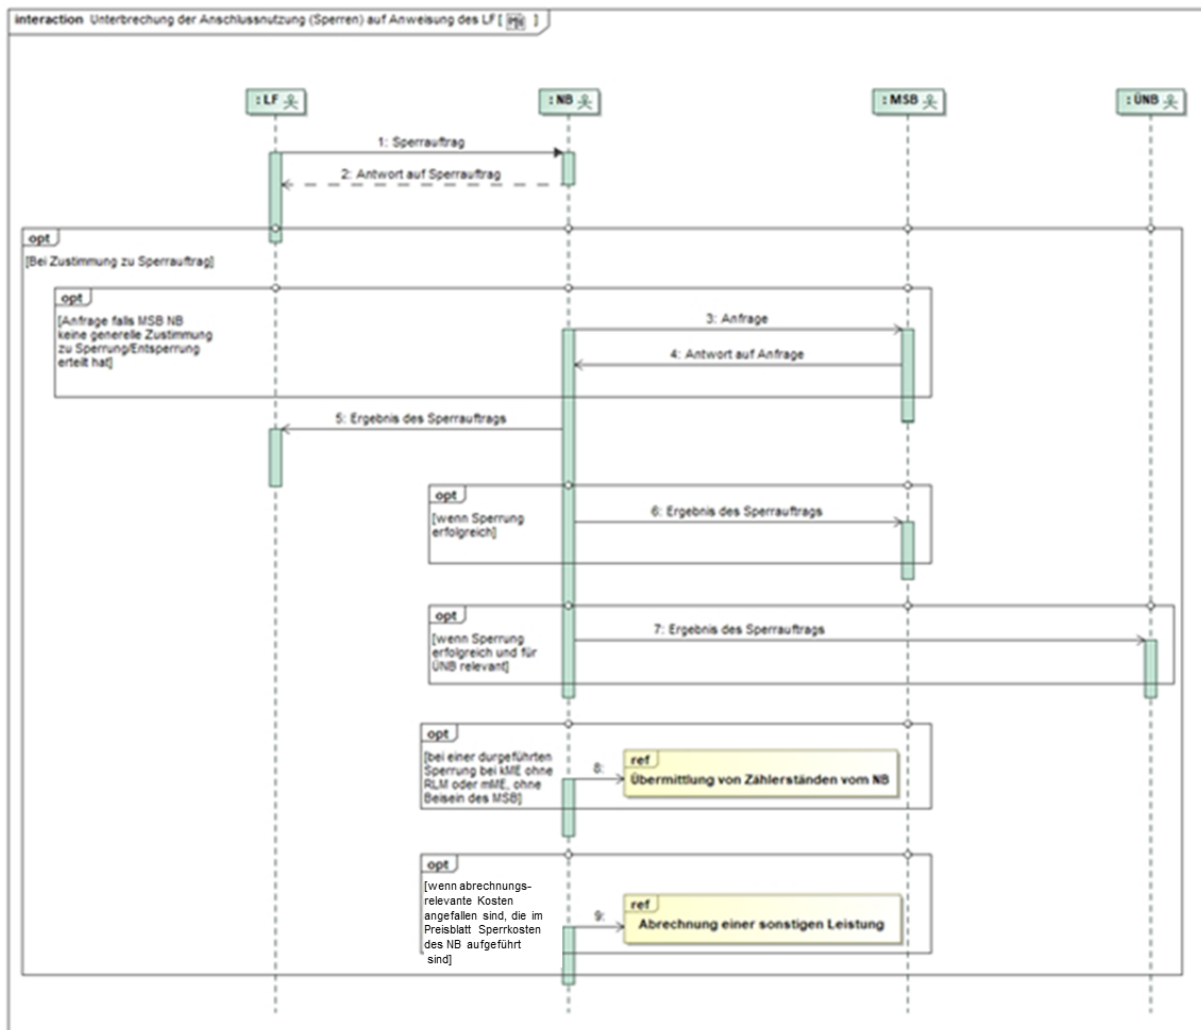 interaction Unterbrechung der Anschlussnutzung (Sperren) auf Anweisung des LF [ ]
: LF
: NB
: MSB
: ÜNB
1: Sperrauftrag
2: Antwort auf Sperrauftrag
opt
[Bei Zustimmung zu Sperrauftrag]
opt
[Anfrage falls MSB NB
keine generelle Zustimmung
zu Sperrung/Entsperrung
erteilt hat]
3: Anfrage
4: Antwort auf Anfrage
5: Ergebnis des Sperrauftrags
opt
[wenn Sperrung
erfolgreich]
6: Ergebnis des Sperrauftrags
opt
[wenn Sperrung
erfolgreich und für
ÜNB relevant]
7: Ergebnis des Sperrauftrags
opt
[bei einer durgeführten
Sperrung bei kME ohne
RLM oder mME, ohne
Beisein des MSB]
8:
ref
Übermittlung von Zählerständen vom NB
opt
[wenn abrechnungs-
relevante Kosten
angefallen sind, die im
Preisblatt Sperrkosten
des NB aufgeführt
sind]
9:
ref
Abrechnung einer sonstigen Leistung